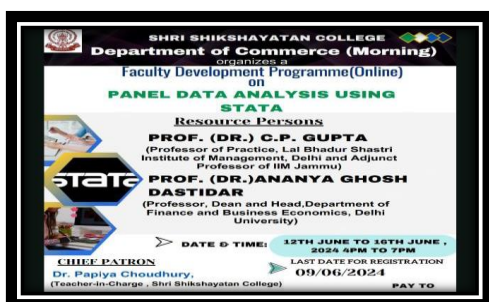 SHRI SHIKSHAYATAN COLLEGE
Department of Commerce (Morning)
organizes a
Faculty Development Programme(Online)
on
PANEL DATA ANALYSIS USING
STATA
Resource Persons
PROF. (DR.) C.P. GUPTA
(Professor of Practice, Lal Bhadur Shastri
Institute of Management, Delhi and Adjunct
Professor of IIM Jammu)
STATA
PROF. (DR.)ANANYA GHOSH
DASTIDAR
(Professor, Dean and Head,Department of
Finance and Business Economics, Delhi
University)
DATE & TIME: 12TH JUNE TO 16TH JUNE ,
2024 4PM TO 7PM
CHIEF PATRON
Dr. Papiya Choudhury,
(Teacher-in-Charge , Shri Shikshayatan College)
LAST DATE FOR REGISTRATION
09/06/2024
PAY TO